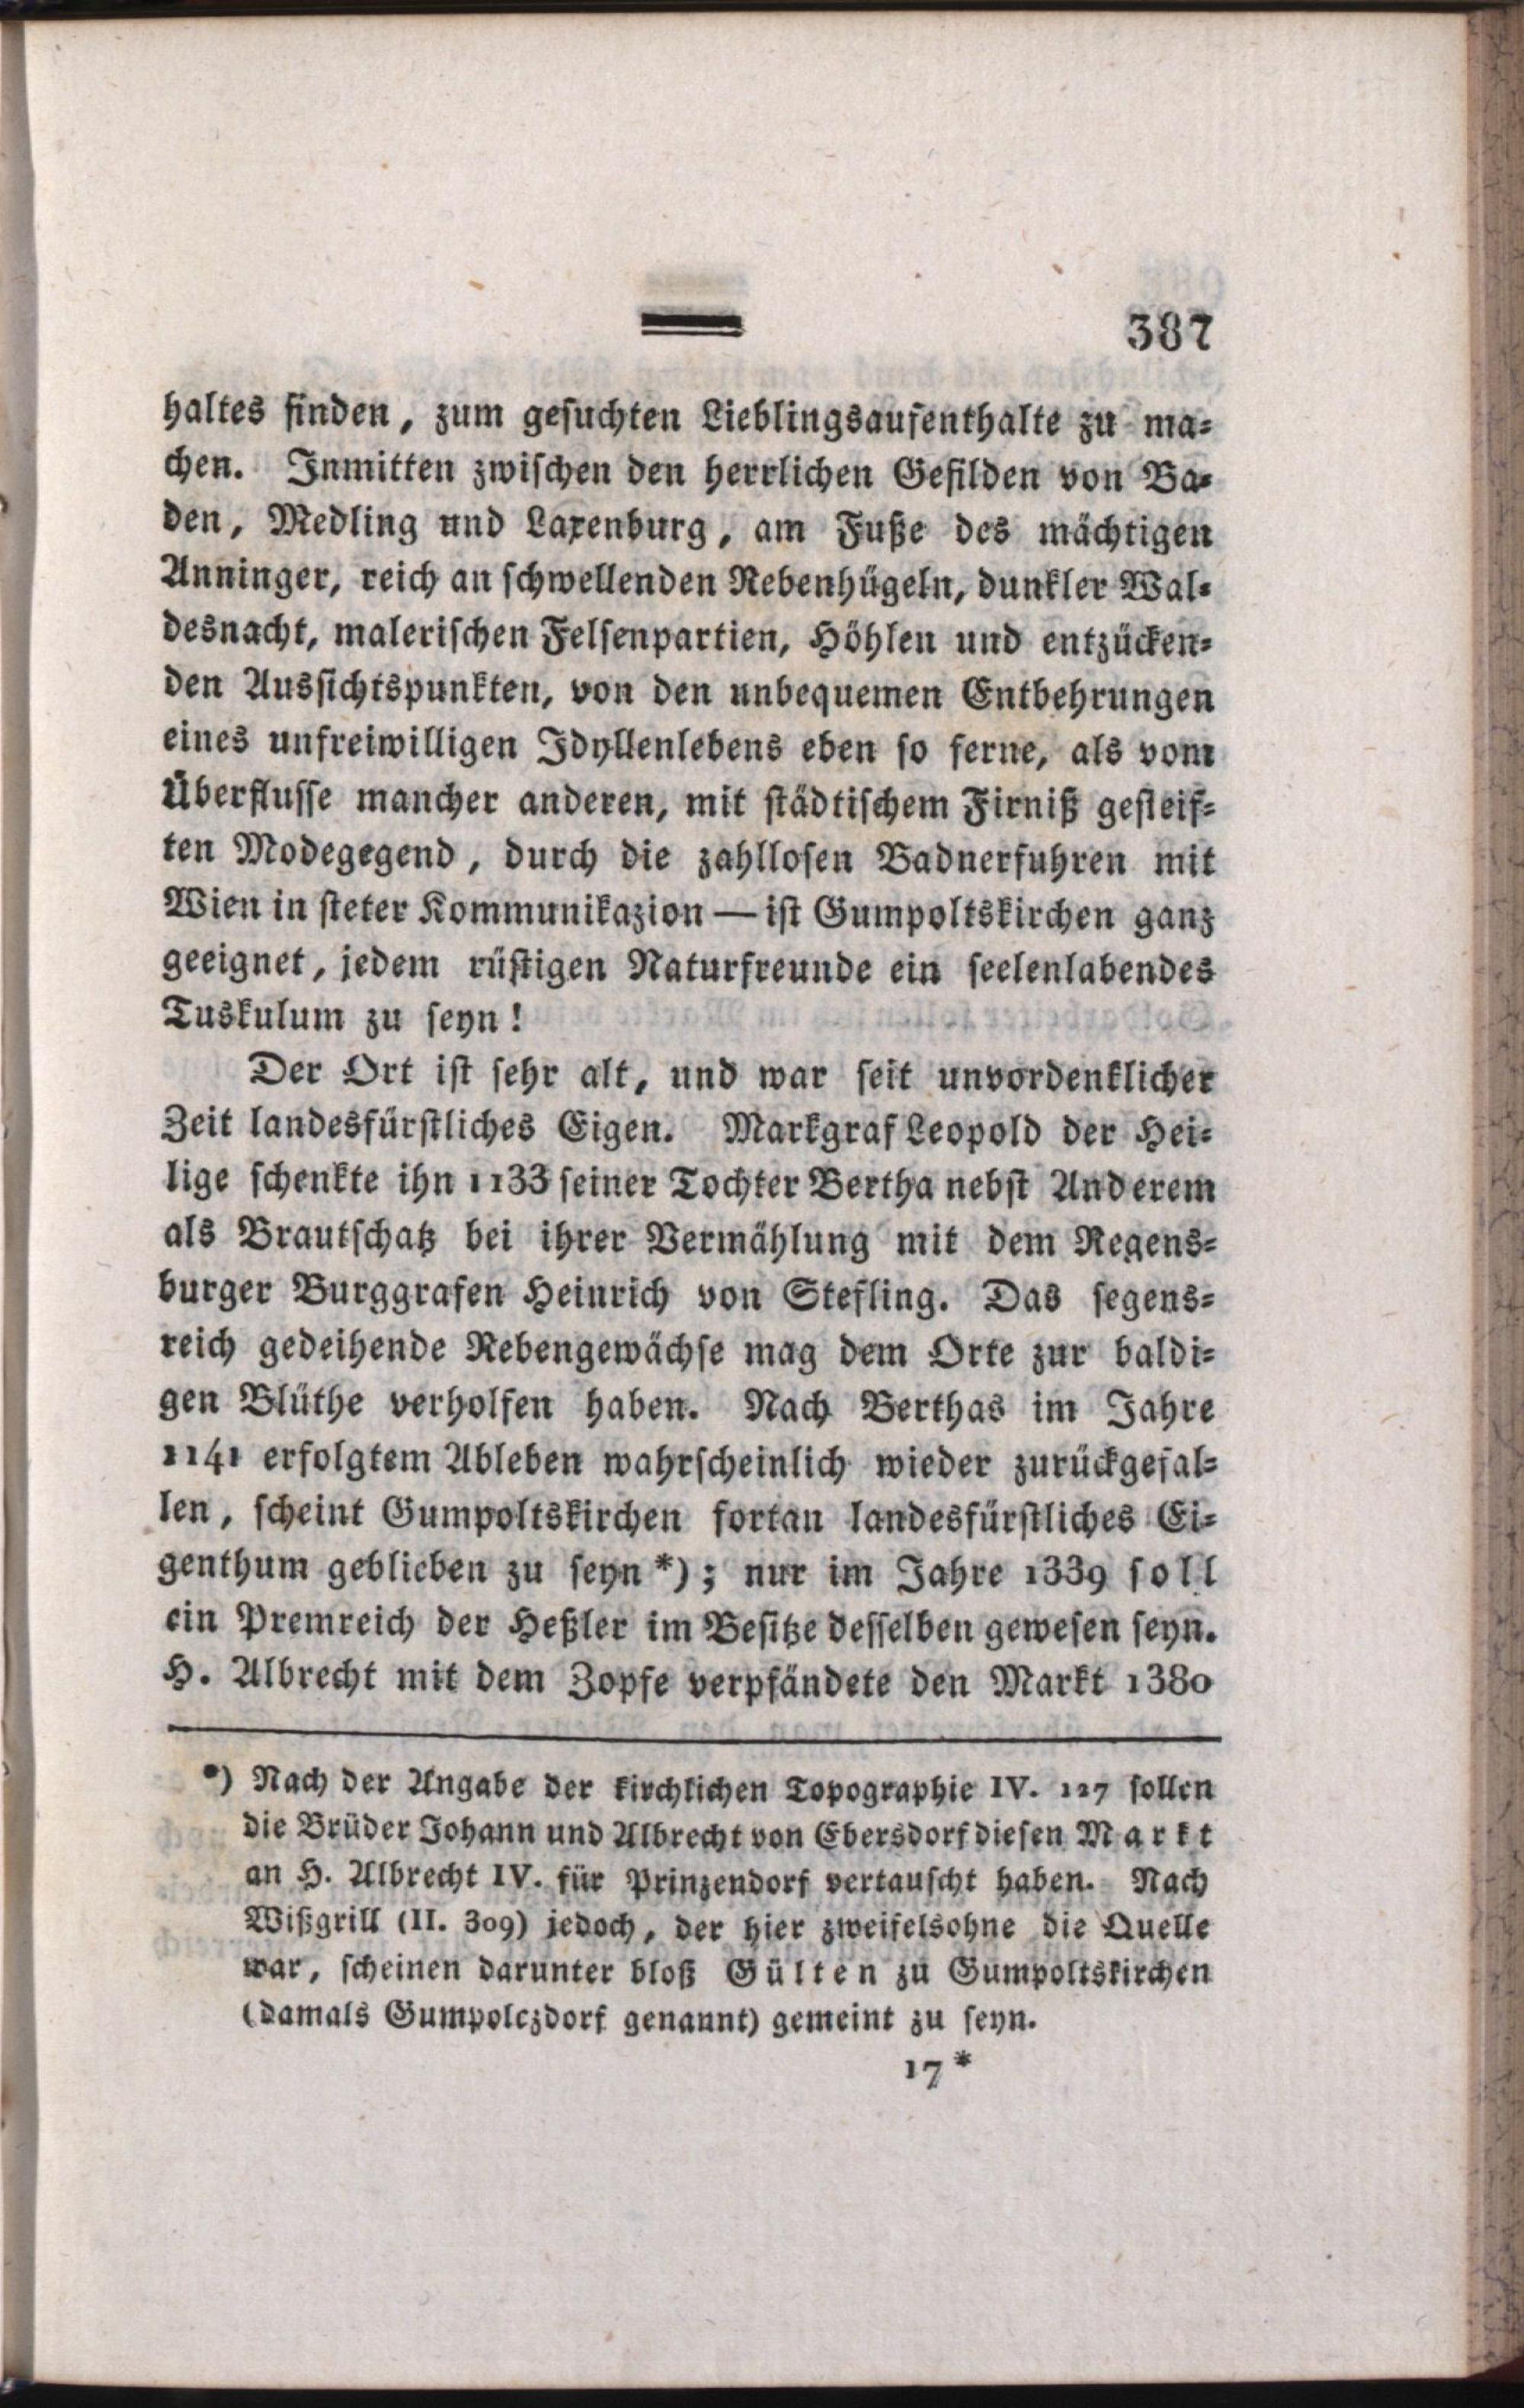 387
haltes finden, zum gesuchten Lieblingsaufenthalte zu ma⸗
chen. Inmitten zwischen den herrlichen Gefilden von Ba⸗
den, Medling und Laxenburg, am Fuße des mächtigen
Anninger, reich an schwellenden Rebenhügeln, dunkler Wal⸗
desnacht, malerischen Felsenpartien, Höhlen und entzücken⸗
den Aussichtspunkten, von den unbequemen Entbehrungen
eines unfreiwilligen Idyllenlebens eben so ferne, als vom
Überflusse mancher anderen, mit städtischem Firniß gesteif⸗
ten Modegegend, durch die zahllosen Badnerfuhren mit
Wien in steter Kommunikazion — ist Gumpoltskirchen ganz
geeignet, jedem rüstigen Naturfreunde ein seelenlabendes
Tuskulum zu seyn!
Der Ort ist sehr alt, und war seit unvordenklicher
Zeit landesfürstliches Eigen. Markgraf Leopold der Hei⸗
lige schenkte ihn 1133 seiner Tochter Bertha nebst Anderem
als Brautschatz bei ihrer Vermählung mit dem Regens⸗
burger Burggrafen Heinrich von Stefling. Das segens⸗
reich gedeihende Rebengewächse mag dem Orte zur baldi⸗
gen Blüthe verholfen haben. Nach Berthas im Jahre
1141 erfolgtem Ableben wahrscheinlich wieder zurückgefal⸗
len, scheint Gumpoltskirchen fortan landesfürstliches Ei⸗
genthum geblieben zu seyn *); nur im Jahre 1339 soll
ein Premreich der Heßler im Besitze desselben gewesen seyn.
H. Albrecht mit dem Zopfe verpfändete den Markt 1380
*) Nach der Angabe der kirchlichen Topographie IV. 127 sollen
die Brüder Johann und Albrecht von Ebersdorf diesen Markt
an H. Albrecht IV. für Prinzendorf vertauscht haben. Nach
Wißgrill (II. 309) jedoch, der hier zweifelsohne die Quelle
war, scheinen darunter bloß Gülten zu Gumpoltskirchen
(damals Gumpolczdorf genannt) gemeint zu seyn.
17 *